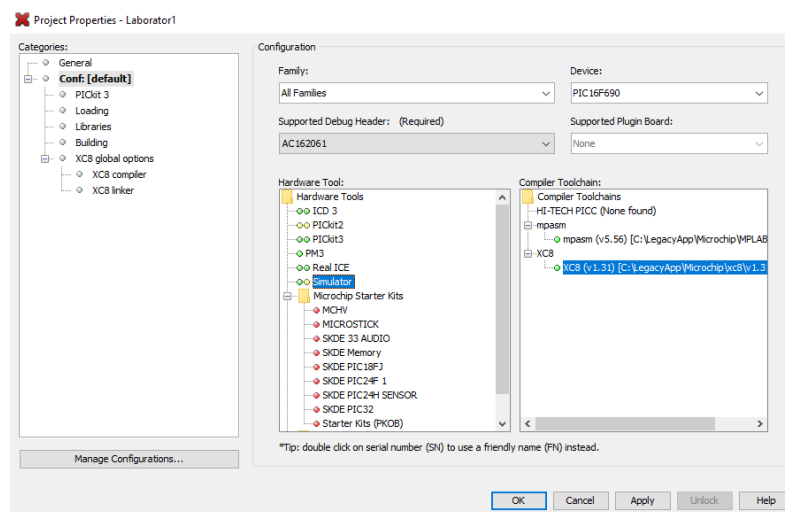 Project Properties - Laborator1
Categories:
General
Conf: [default]
PICkit 3
Loading
Libraries
Building
XC8 global options
XC8 compiler
XC8 linker
Manage Configurations...
Configuration
Family:
Device:
All Families
PIC16F690
Supported Debug Header: (Required)
Supported Plugin Board:
AC162061
None
Hardware Tool:
Hardware Tools
ICD 3
PICkit2
PICkit3
PM3
Real ICE
Simulator
Microchip Starter Kits
MCHV
MICROSTICK
SKDE 33 AUDIO
SKDE Memory
SKDE PIC18FJ
SKDE PIC24F 1
SKDE PIC24H SENSOR
SKDE PIC32
Starter Kits (PKOB)
Compiler Toolchain:
Compiler Toolchains
HI-TECH PICC (None found)
mpasm
mpasm (v5.56) [C:\LegacyApp\Microchip\MPLAB
XC8
XC8 (v1.31) [C:\LegacyApp\Microchip\xc8\v1.3
*Tip: double click on serial number (SN) to use a friendly name (FN) instead.
OK
Cancel
Apply
Unlock
Help